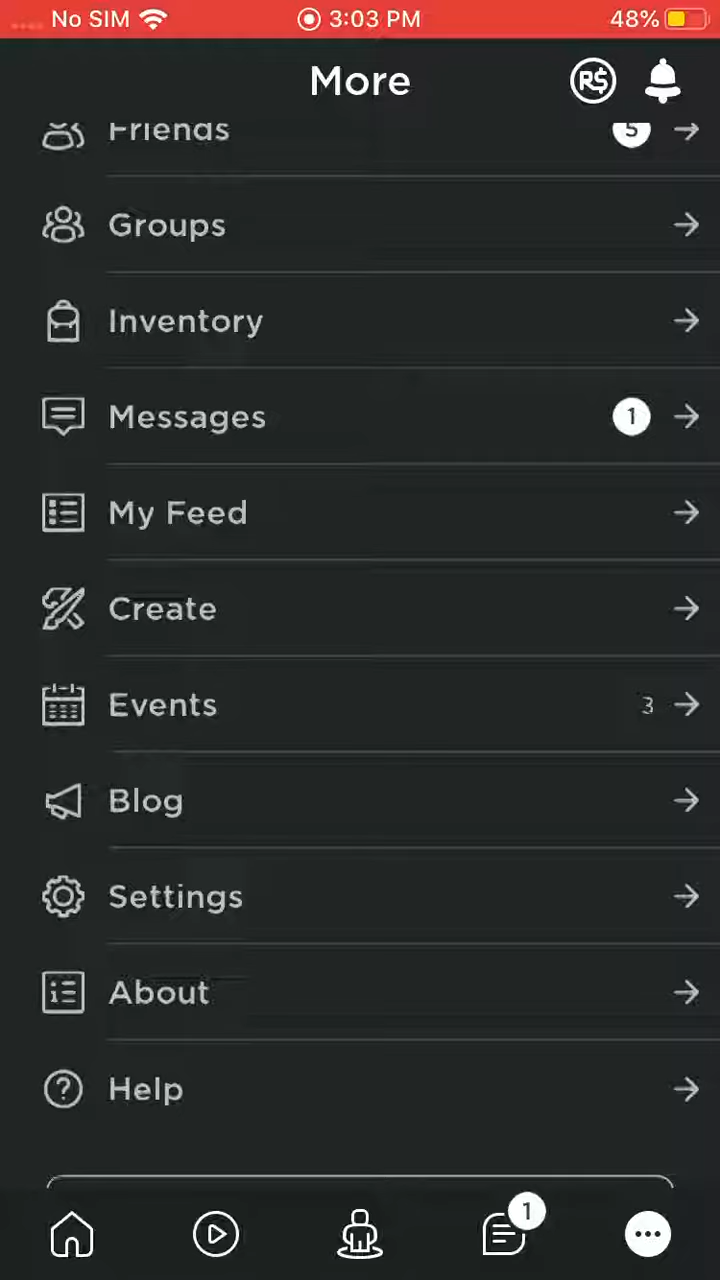 No SIM 3:03 PM 48%
More R$
Friends 5
Groups
Inventory
Messages 1
My Feed
Create
Events 3
Blog
Settings
About
Help
1